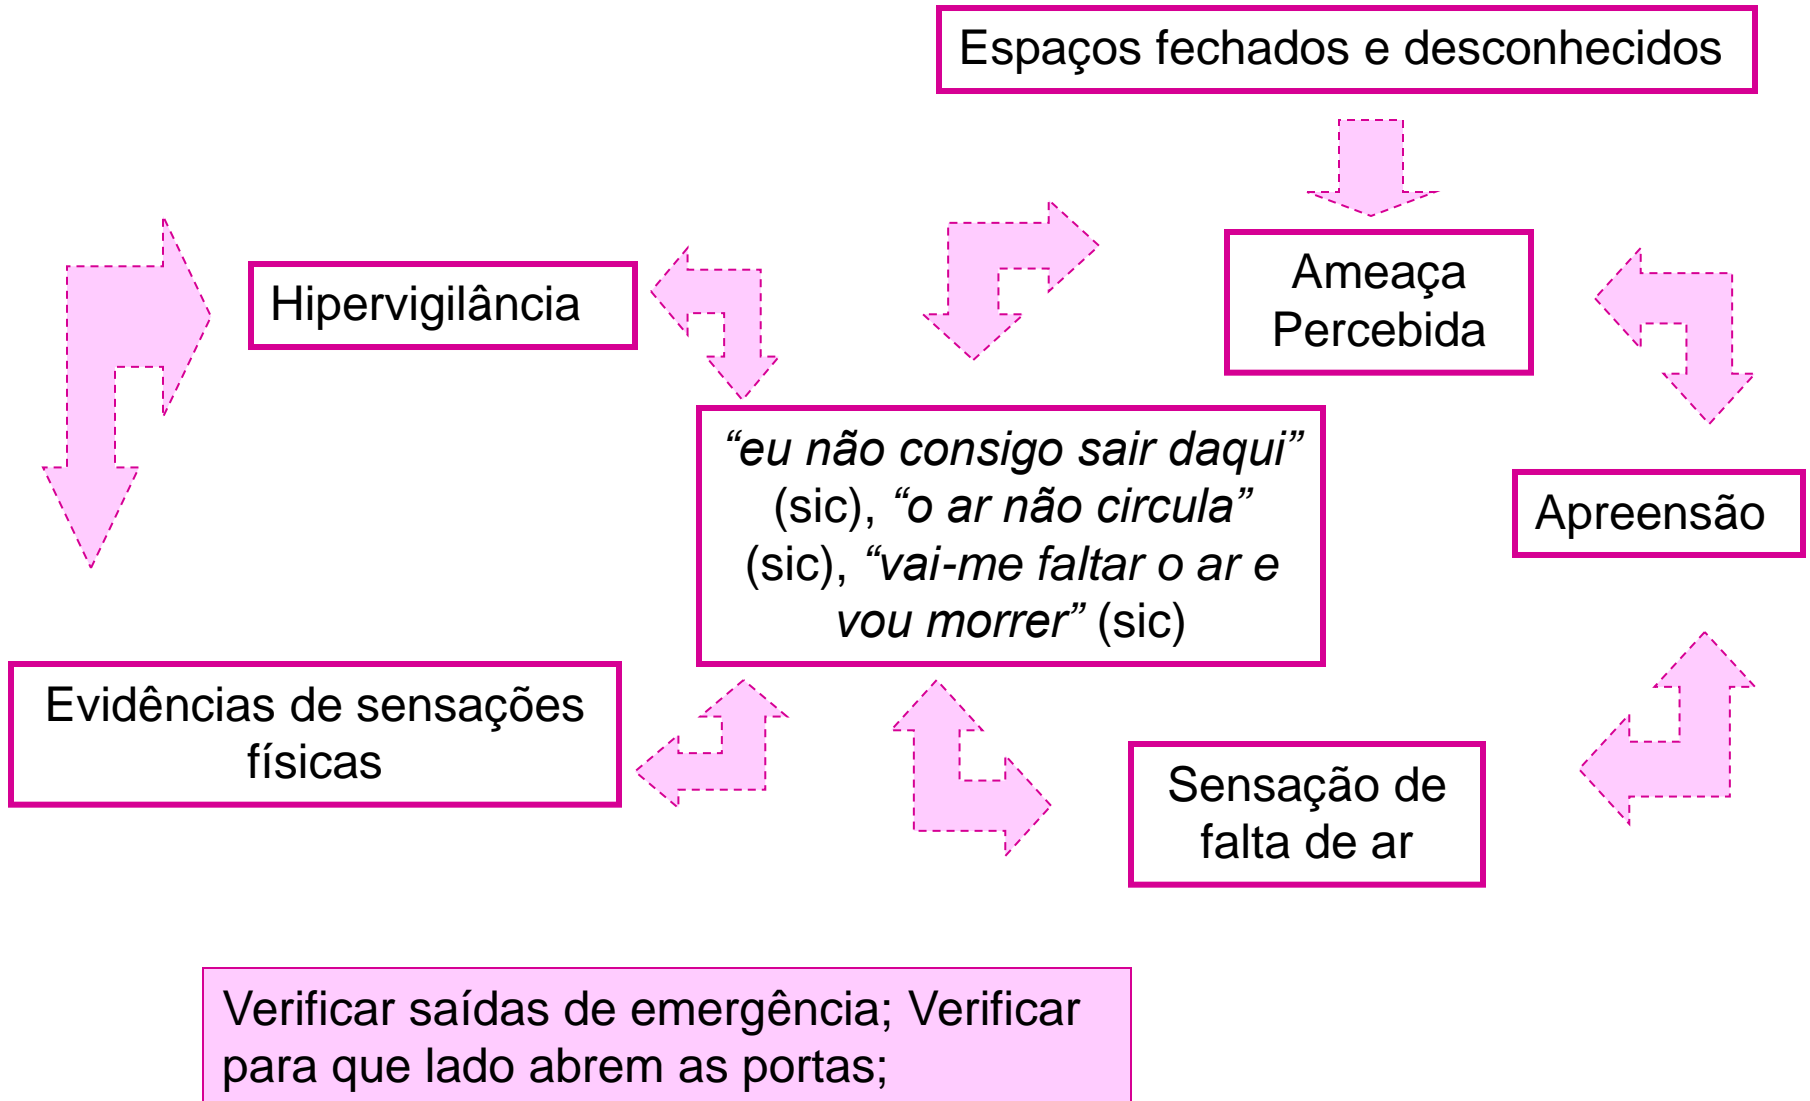 Espaços fechados e desconhecidos
Hipervigilância
Ameaça
Percebida
“eu não consigo sair daqui”
(sic), “o ar não circula”
(sic), “vai-me faltar o ar e
vou morrer” (sic)
Apreensão
Evidências de sensações
físicas
Sensação de
falta de ar
Verificar saídas de emergência; Verificar
para que lado abrem as portas;